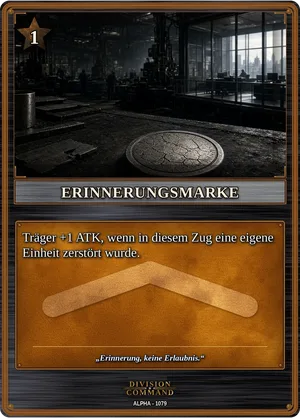 1
ERINNERUNGSMARKE
Träger +1 ATK, wenn in diesem Zug eine eigene
Einheit zerstört wurde.
„Erinnerung, keine Erlaubnis.“
DIVISION
COMMAND
ALPHA - 1079